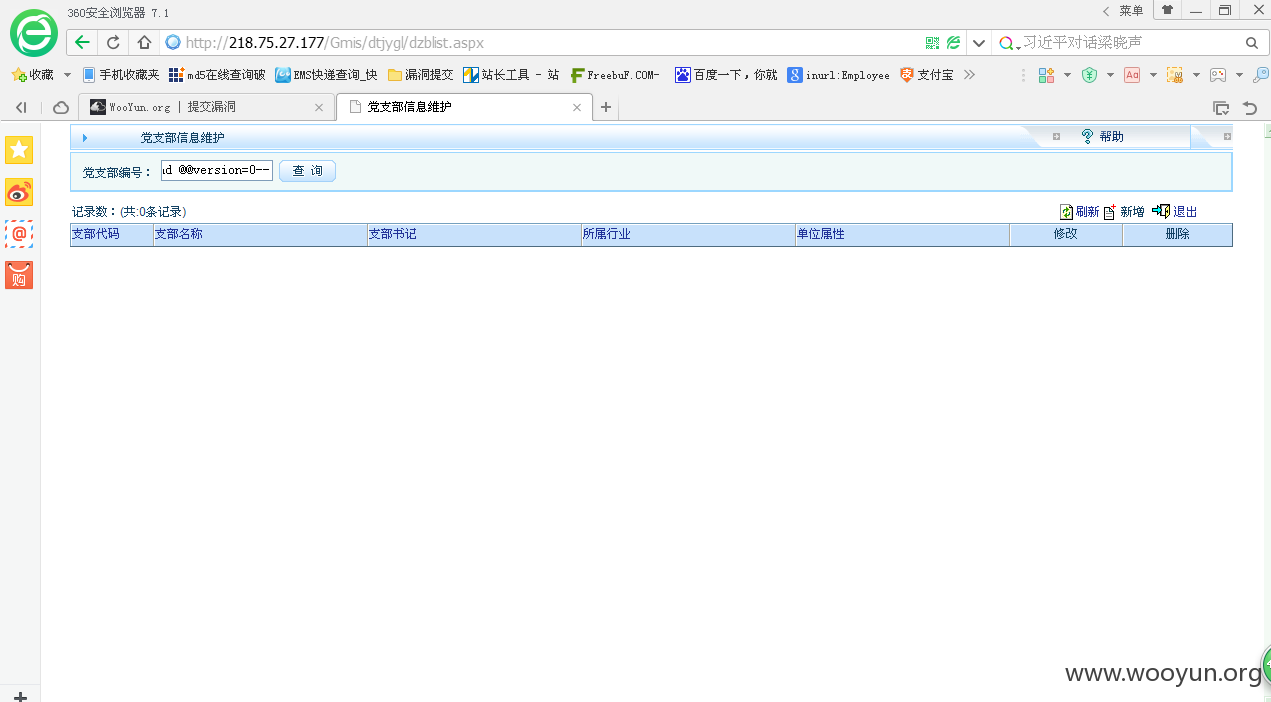 360安全浏览器 7.1
菜单
http://218.75.27.177/Gmis/dtjygl/dzblist.aspx
习近平对话梁晓声
收藏 手机收藏夹 md5在线查询破 EMS快递查询_快 漏洞提交 站长工具 - 站 FreebuF.COM- 百度一下，你就 inurl:Employee 支付宝
WooYun.org | 提交漏洞
党支部信息维护
党支部信息维护
帮助
党支部编号：
@@version=0--
查 询
记录数：(共:0条记录)
刷新 新增 退出
支部代码 支部名称 支部书记 所属行业 单位属性 修改 删除
购
www.wooyun.org